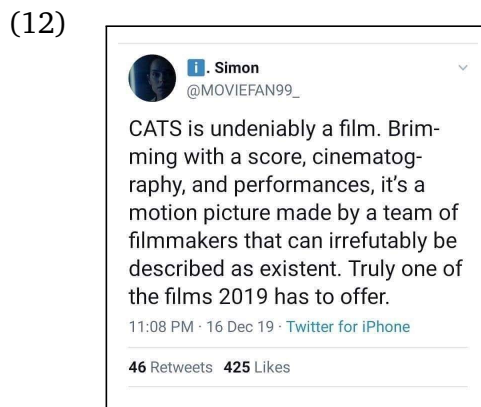 (12)
ℹ️. Simon
@MOVIEFAN99_
CATS is undeniably a film. Brim-
ming with a score, cinematog-
raphy, and performances, it's a
motion picture made by a team of
filmmakers that can irrefutably be
described as existent. Truly one of
the films 2019 has to offer.
11:08 PM · 16 Dec 19 · Twitter for iPhone
46 Retweets 425 Likes